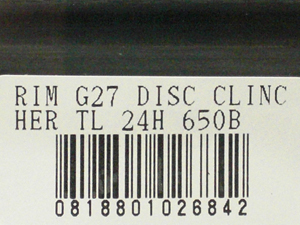 RIM G27 DISC CLINC
HER TL 24H 650B
0818801026842